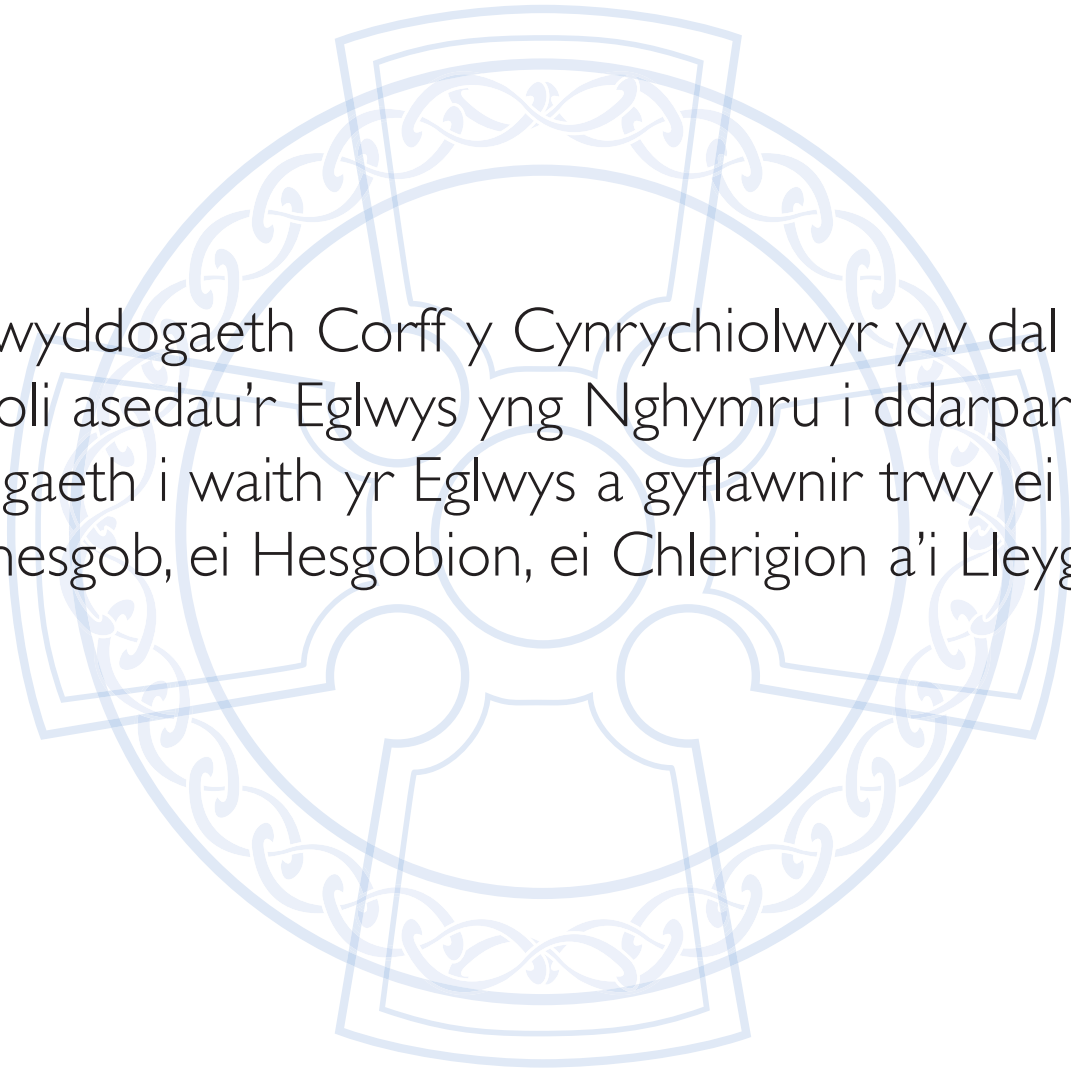 wyddogaeth Corff y Cynrychiolwyr yw dal
oli asedau'r Eglwys yng Nghymru i ddarpar
gaeth i waith yr Eglwys a gyflawnir trwy ei
hesgob, ei Hesgobion, ei Chlerigion a'i Lleyg